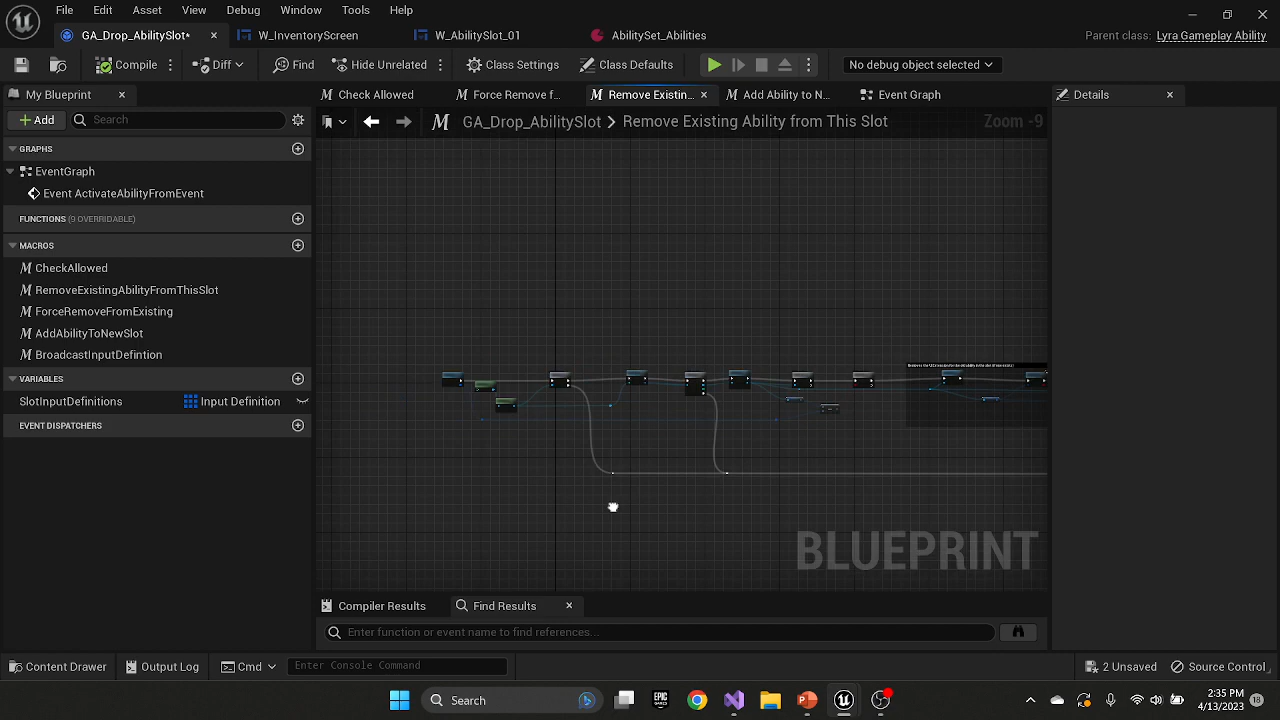 File Edit Asset View Debug Window Tools Help
GA_Drop_AbilitySlot* W_InventoryScreen W_AbilitySlot_01 AbilitySet_Abilities Parent class: Lyra Gameplay Ability
Compile Diff Find Hide Unrelated Class Settings Class Defaults No debug object selected
My Blueprint Check Allowed Force Remove f... Remove Existin... Add Ability to N... Event Graph Details
Add Search GA_Drop_AbilitySlot > Remove Existing Ability from This Slot Zoom -9
GRAPHS
EventGraph
Event ActivateAbilityFromEvent
FUNCTIONS (9 OVERRIDABLE)
MACROS
CheckAllowed
RemoveExistingAbilityFromThisSlot
ForceRemoveFromExisting
AddAbilityToNewSlot
BroadcastInputDefintion
VARIABLES
SlotInputDefinitions Input Definition
EVENT DISPATCHERS
BLUEPRINT
Compiler Results Find Results
Enter function or event name to find references...
Content Drawer Output Log Cmd Enter Console Command 2 Unsaved Source Control
Search EPIC GAMES 2:35 PM
4/13/2023 18